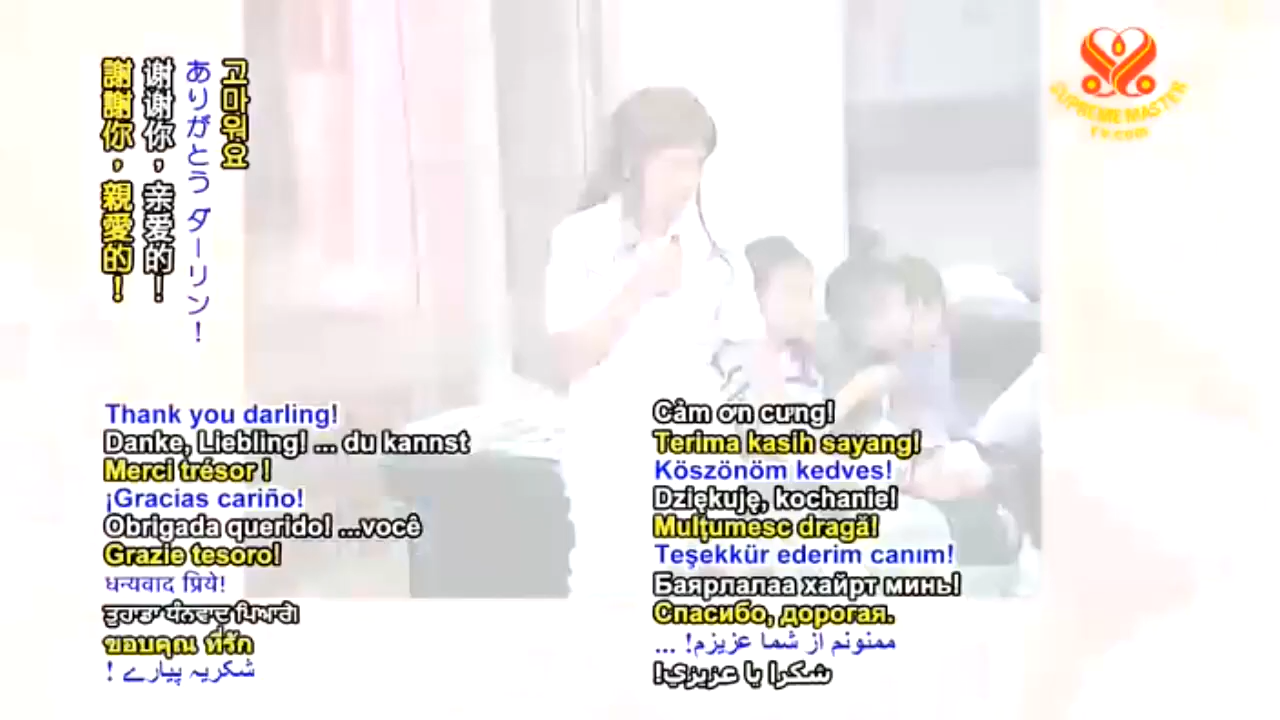 謝謝你，親愛的！
谢谢你，亲爱的！
ありがとう ダーリン！
고마워요
SUPREME MASTER
TV.com
Thank you darling!
Danke, Liebling! ... du kannst
Merci trésor !
¡Gracias cariño!
Obrigada querido! ...você
Grazie tesoro!
धन्यवाद प्रिये!
ਤੁਹਾਡਾ ਧੰਨਵਾਦ ਪਿਆਰੇ।
ขอบคุณ ที่รัก
شکریہ پیارے !
Cảm ơn cưng!
Terima kasih sayang!
Köszönöm kedves!
Dziękuję, kochanie!
Mulţumesc dragă!
Teşekkür ederim canım!
Баярлалаа хайрт минь!
Спасибо, дорогая.
ممنونم از شما عزیزم! ...
شكرا يا عزيزي!